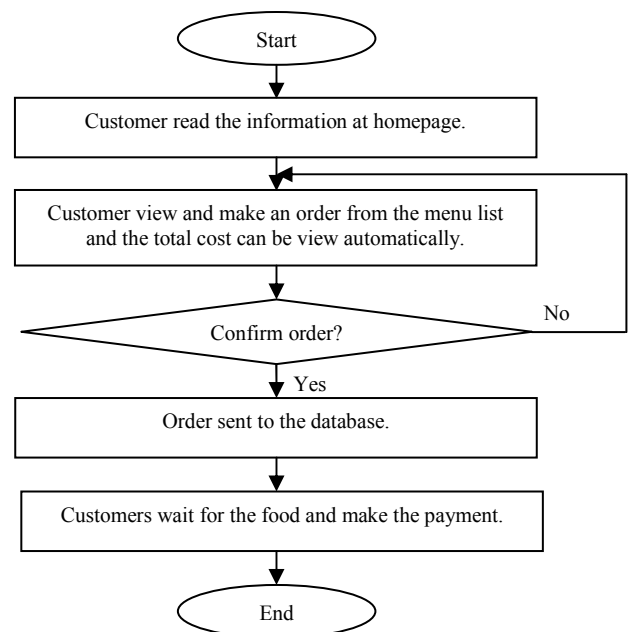 Start
Customer read the information at homepage.
Customer view and make an order from the menu list
and the total cost can be view automatically.
Confirm order?
No
Yes
Order sent to the database.
Customers wait for the food and make the payment.
End